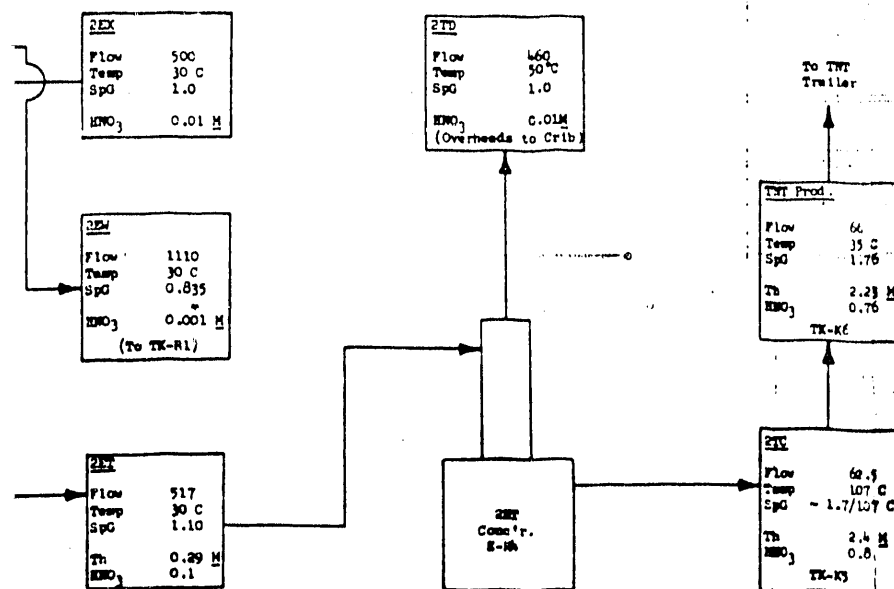 2EX
Flow 500
Temp 30 C
SpG 1.0
HNO3 0.01 M
2TD
Flow 460
Temp 50°C
SpG 1.0
HNO3 0.01M
(Overheads to Crib)
To TNT
Trailer
2EW
Flow 1110
Temp 30 C
SpG 0.835
HNO3 0.001 M
(To TK-R1)
TNT Prod.
Flow
Temp 35 C
SpG 1.76
Th 2.23 M
HNO3 0.76
TK-K6
2ET
Flow 517
Temp 30 C
SpG 1.10
Th 0.29 M
HNO3 0.1
2ET
Conc'r.
2TC
Flow 62.5
Temp 107 C
SpG ~ 1.7/107 C
Th 2.4 M
HNO3 0.8
TK-K5